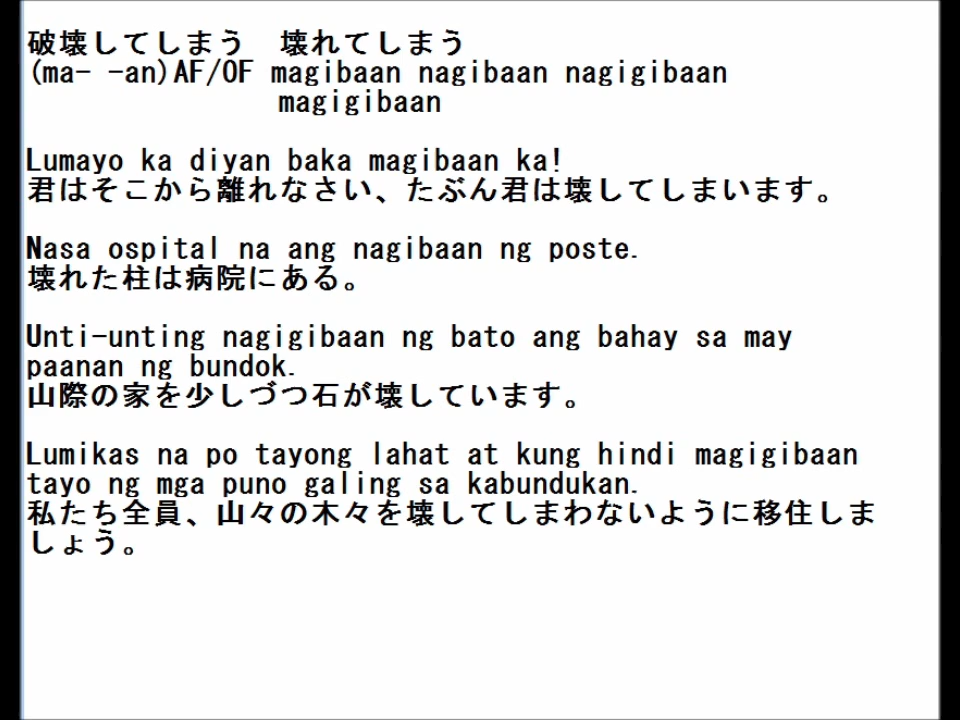 破壊してしまう　壊れてしまう
(ma- -an)AF/OF magibaan nagibaan nagigibaan
magigibaan
Lumayo ka diyan baka magibaan ka!
君はそこから離れなさい、たぶん君は壊してしまいます。
Nasa ospital na ang nagibaan ng poste.
壊れた柱は病院にある。
Unti-unting nagigibaan ng bato ang bahay sa may
paanan ng bundok.
山際の家を少しづつ石が壊しています。
Lumikas na po tayong lahat at kung hindi magigibaan
tayo ng mga puno galing sa kabundukan.
私たち全員、山々の木々を壊してしまわないように移住しま
しょう。